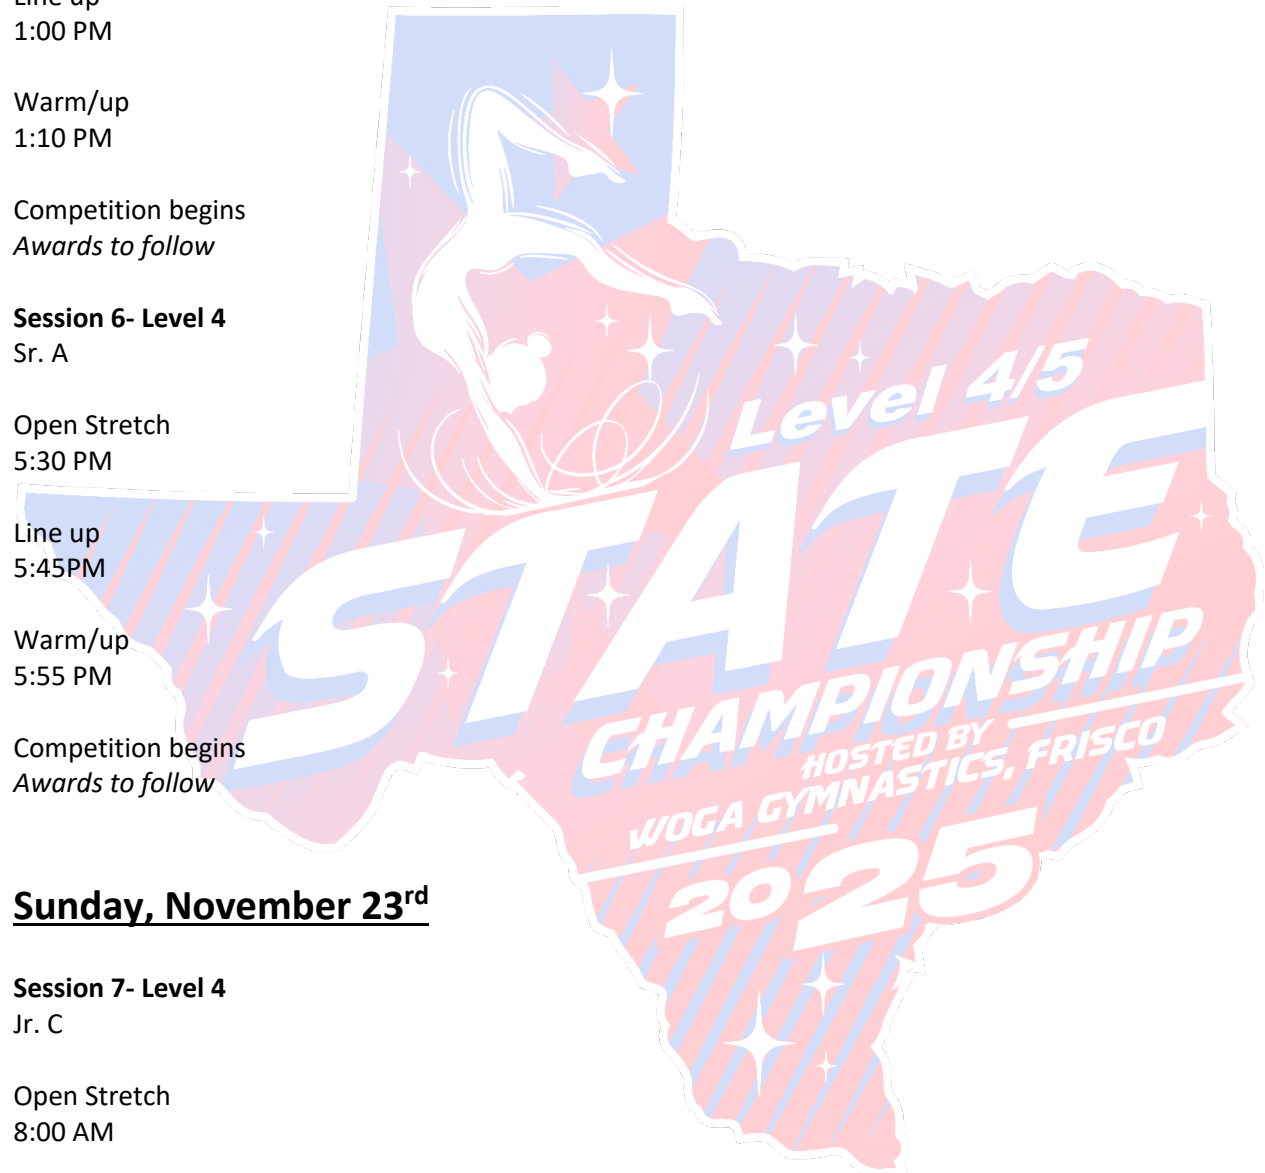 Line up
1:00 PM
Warm/up
1:10 PM
Competition begins
Awards to follow
Session 6- Level 4
Sr. A
Open Stretch
5:30 PM
Line up
5:45PM
Warm/up
5:55 PM
Competition begins
Awards to follow
Sunday, November 23rd
Session 7- Level 4
Jr. C
Open Stretch
8:00 AM
Level 4/5
STATE
CHAMPIONSHIP
HOSTED BY
WOGA GYMNASTICS, FRISCO
2025